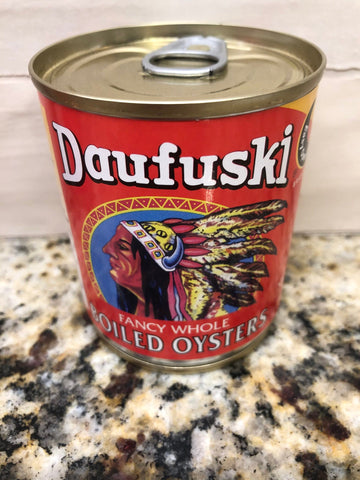 Daufuski
FANCY WHOLE
BOILED OYSTERS